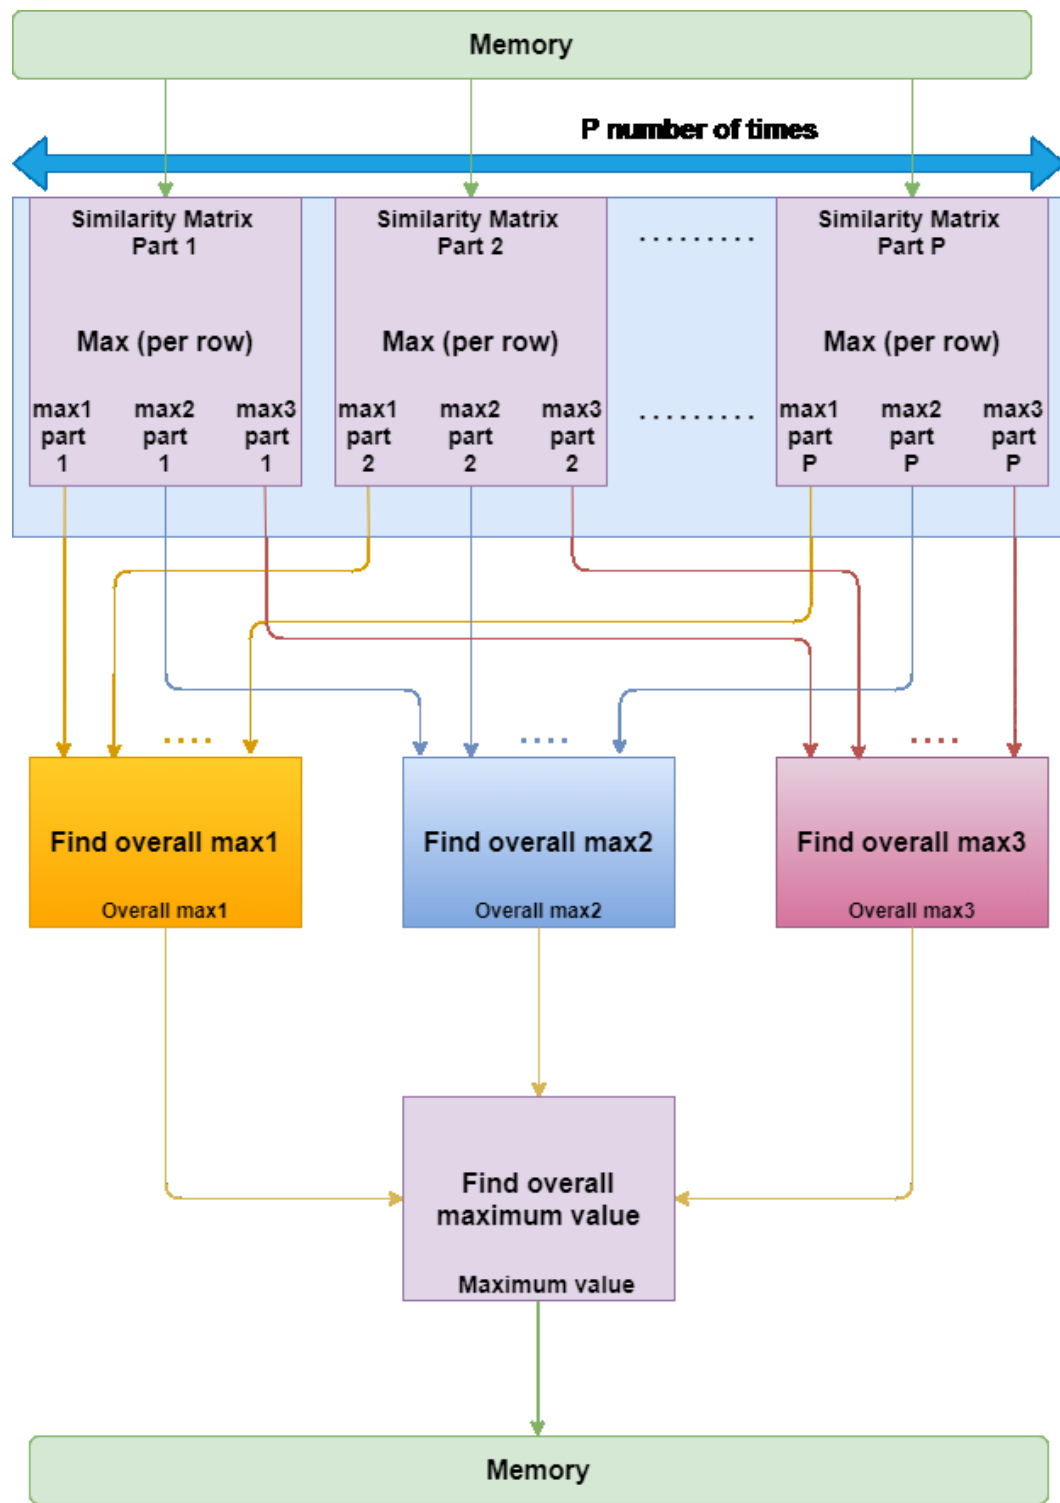 Memory
P number of times
Similarity Matrix
Part 1
Similarity Matrix
Part 2
.........
Similarity Matrix
Part P
Max (per row)
Max (per row)
Max (per row)
max1
part
1
max2
part
1
max3
part
1
max1
part
2
max2
part
2
max3
part
2
.........
max1
part
P
max2
part
P
max3
part
P
....
....
....
Find overall max1
Overall max1
Find overall max2
Overall max2
Find overall max3
Overall max3
Find overall
maximum value
Maximum value
Memory